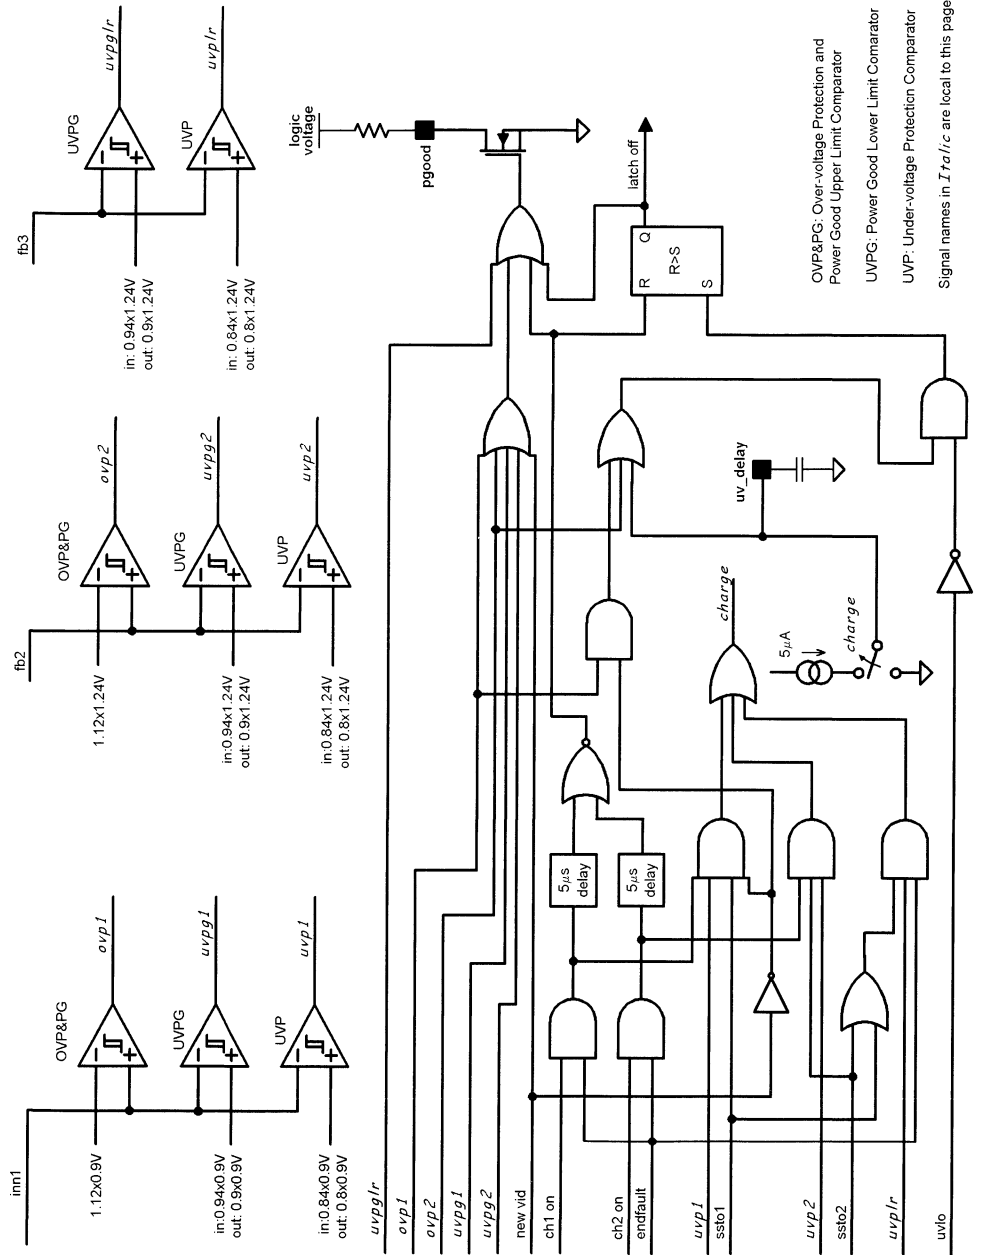 inn1
1.12x0.9V
in:0.94x0.9V
out: 0.9x0.9V
in:0.84x0.9V
out: 0.8x0.9V
OVP&PG
UVPG
UVP
ovp1
uvpg1
uvp1
fb2
1.12x1.24V
in:0.94x1.24V
out: 0.9x1.24V
in:0.84x1.24V
out: 0.8x1.24V
OVP&PG
UVPG
UVP
ovp2
uvpg2
uvp2
fb3
in: 0.94x1.24V
out: 0.9x1.24V
in: 0.84x1.24V
out: 0.8x1.24V
UVPG
UVP
uvpglr
uvplr
uvpglr
ovp1
ovp2
uvpg1
uvpg2
new vid
ch1 on
ch2 on
endfault
uvp1
ssto1
uvp2
ssto2
uvplr
uvlo
5µs
delay
5µs
delay
charge
5µA
charge
uv_delay
R
S
R>S
Q
latch off
logic
voltage
pgood
OVP&PG: Over-voltage Protection and
Power Good Upper Limit Comparator
UVPG: Power Good Lower Limit Comarator
UVP: Under-voltage Protection Comparator
Signal names in Italic are local to this page